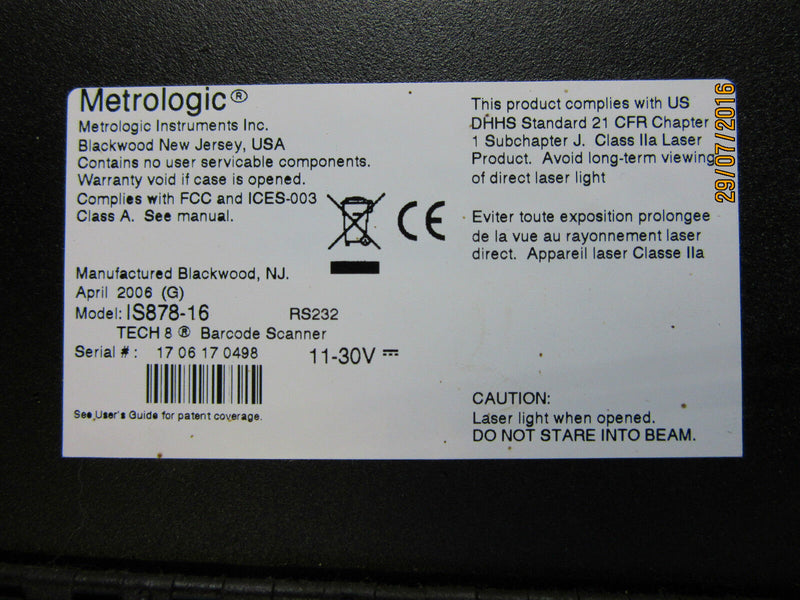 Metrologic®
Metrologic Instruments Inc.
Blackwood New Jersey, USA
Contains no user servicable components.
Warranty void if case is opened.
Complies with FCC and ICES-003
Class A. See manual.
CE
Manufactured Blackwood, NJ.
April 2006 (G)
Model: IS878-16 RS232
TECH 8 ® Barcode Scanner
Serial #: 17 06 17 0498 11-30V
See User's Guide for patent coverage.
This product complies with US
DHHS Standard 21 CFR Chapter
1 Subchapter J. Class IIa Laser
Product. Avoid long-term viewing
of direct laser light
Eviter toute exposition prolongee
de la vue au rayonnement laser
direct. Appareil laser Classe IIa
CAUTION:
Laser light when opened.
DO NOT STARE INTO BEAM.
29/07/2016